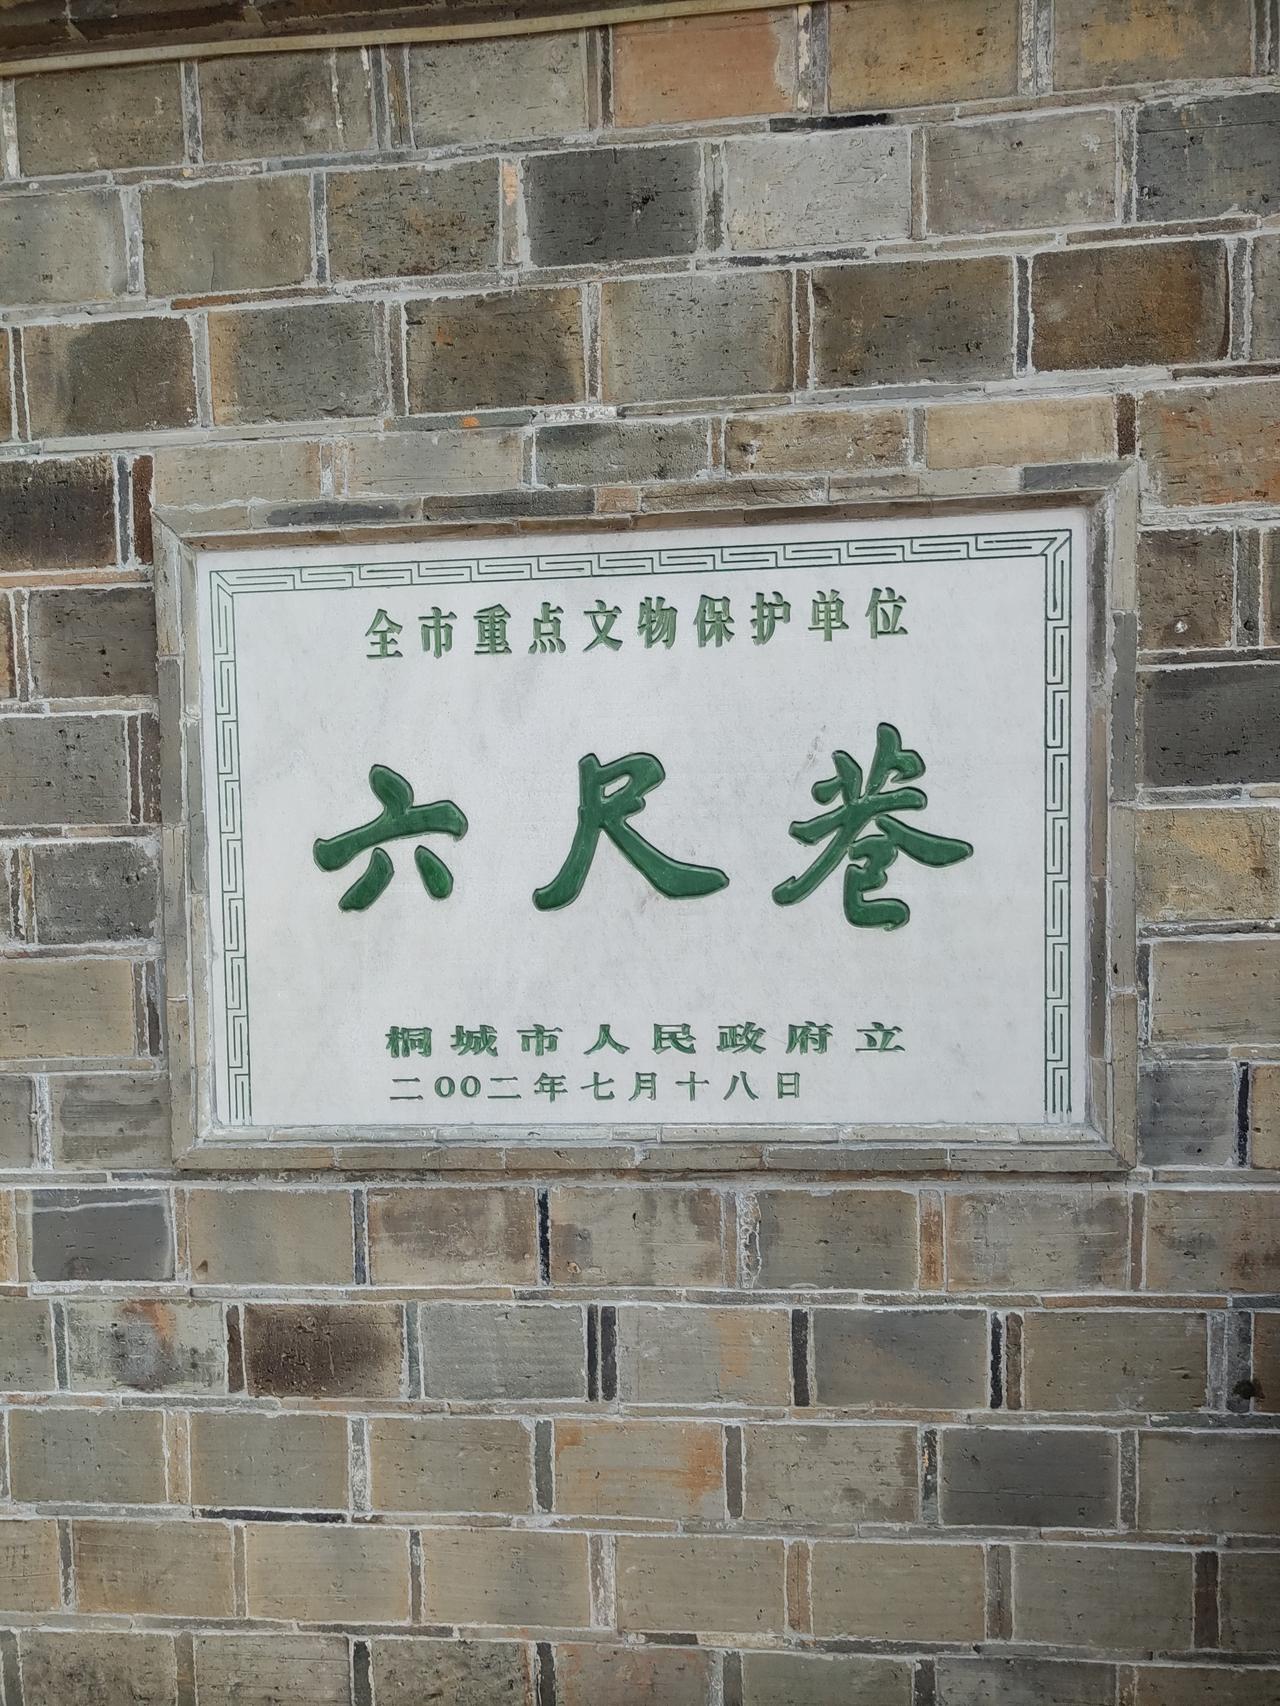 全市重点文物保护单位
六尺巷
桐城市人民政府立
二00二年七月十八日